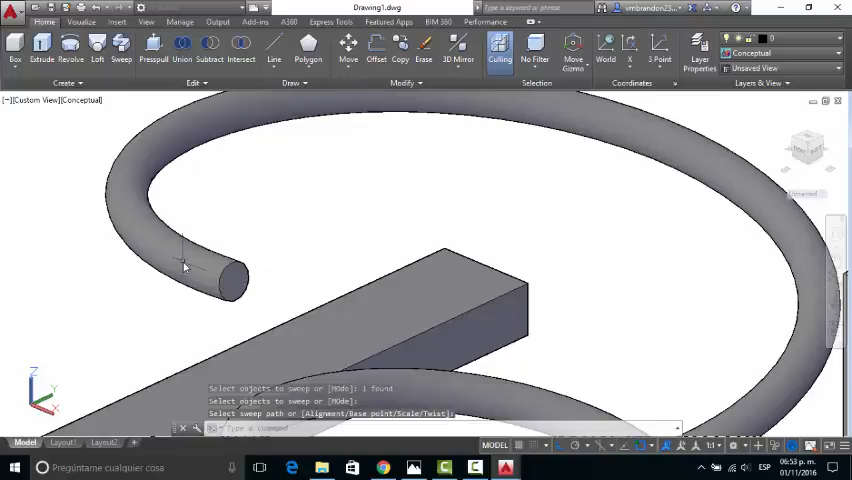 Drawing1.dwg
Type a keyword or phrase
vmbrandon23...
Home Visualize Insert View Manage Output Add-ins A360 Express Tools Featured Apps BIM 360 Performance
Box Extrude Revolve Loft Sweep Presspull Union Subtract Intersect Line Polygon Move Offset Copy Erase 3D Mirror Culling No Filter Move Gizmo World X 3 Point Layer Properties
0
Conceptual
Unsaved View
Create Edit Draw Modify Selection Coordinates Layers & View
[−][Custom View][Conceptual]
Unnamed
Z
Y
X
Select objects to sweep or [MOde]: 1 found
Select objects to sweep or [MOde]:
Select sweep path or [Alignment/Base point/Scale/Twist]:
Type a command
Model Layout1 Layout2 +
MODEL 1:1
Pregúntame cualquier cosa
ESP
06:53 p. m.
01/11/2016